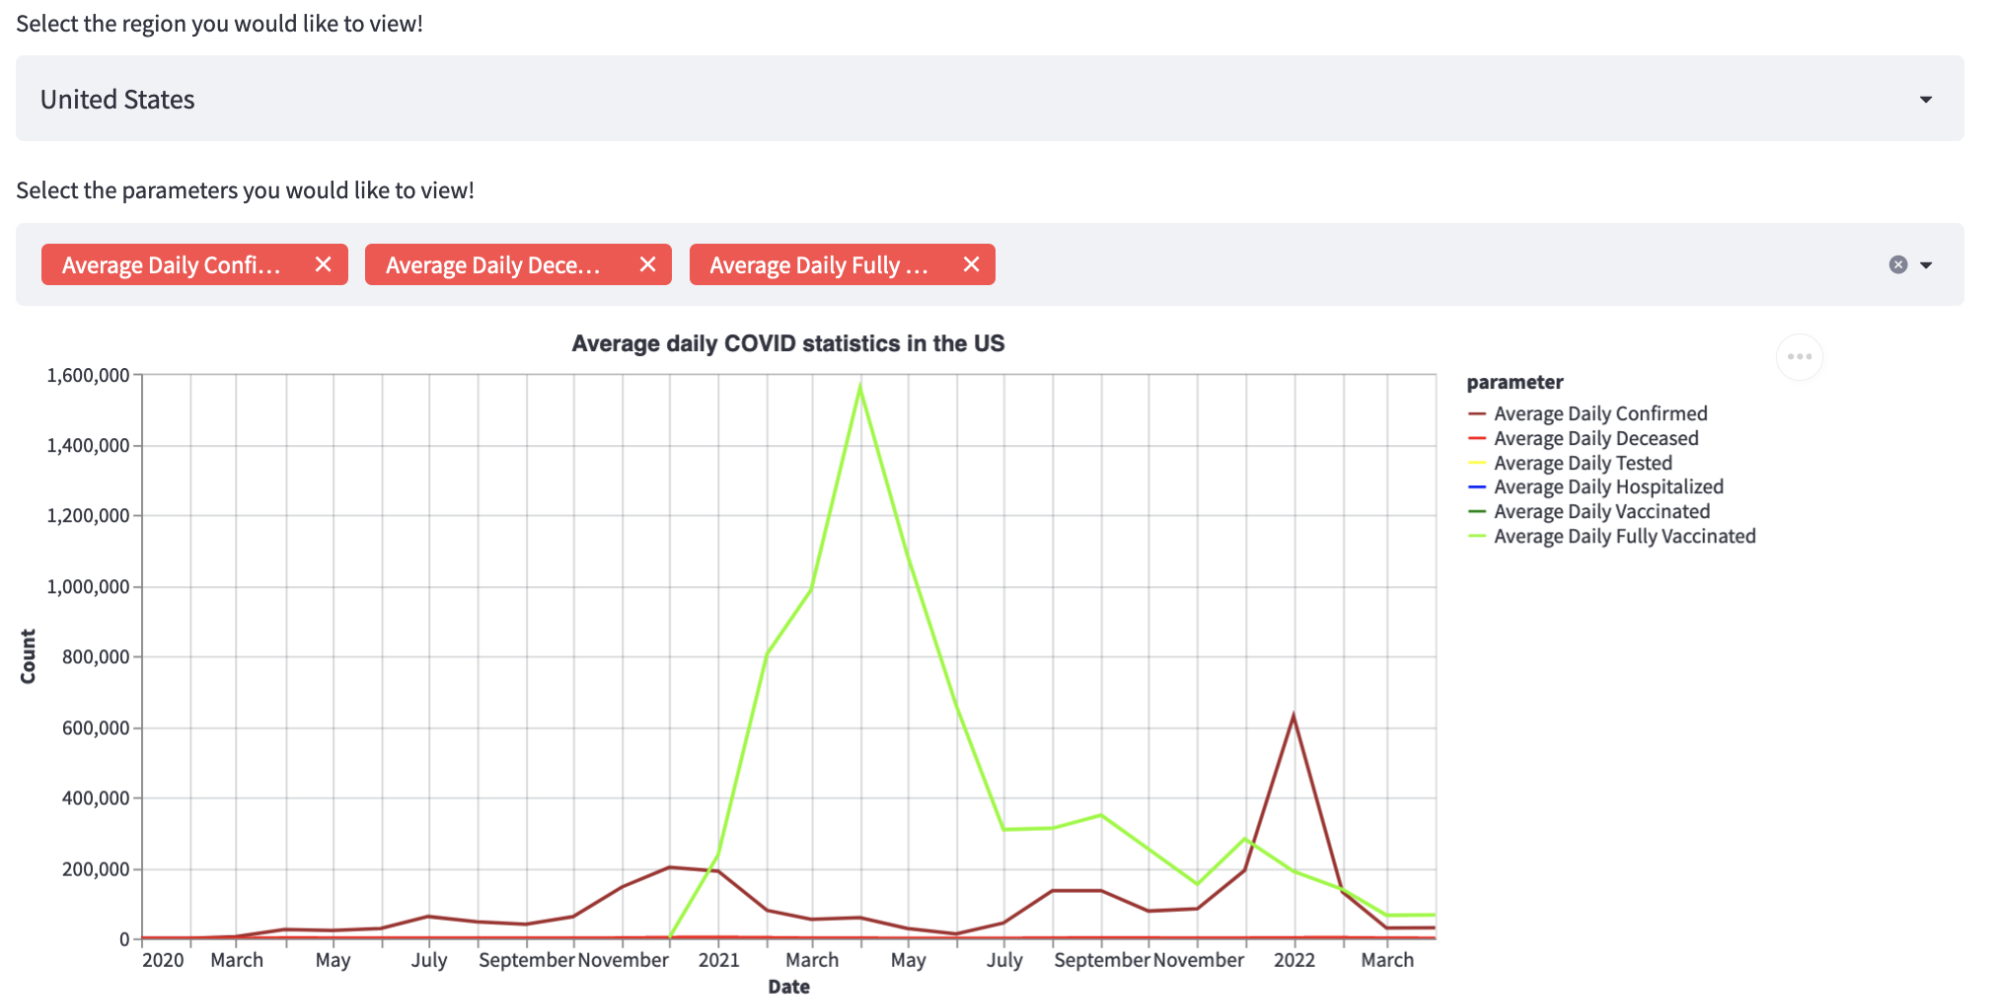 Select the region you would like to view!
United States
Select the parameters you would like to view!
Average Daily Confi... Average Daily Dece... Average Daily Fully ...
Average daily COVID statistics in the US
1,600,000
1,400,000
1,200,000
1,000,000
800,000
600,000
400,000
200,000
0
Count
2020 March May July September November 2021 March May July September November 2022 March
Date
parameter
Average Daily Confirmed
Average Daily Deceased
Average Daily Tested
Average Daily Hospitalized
Average Daily Vaccinated
Average Daily Fully Vaccinated